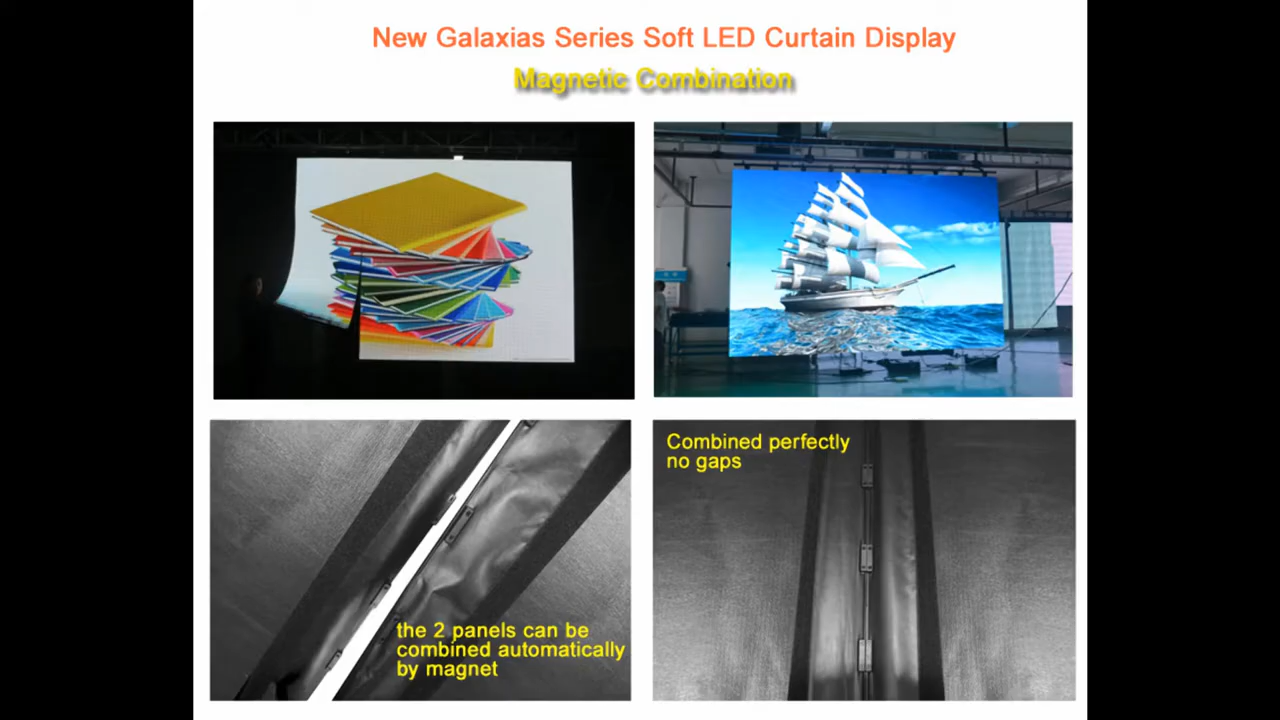 New Galaxias Series Soft LED Curtain Display
Magnetic Combination
the 2 panels can be
combined automatically
by magnet
Combined perfectly
no gaps